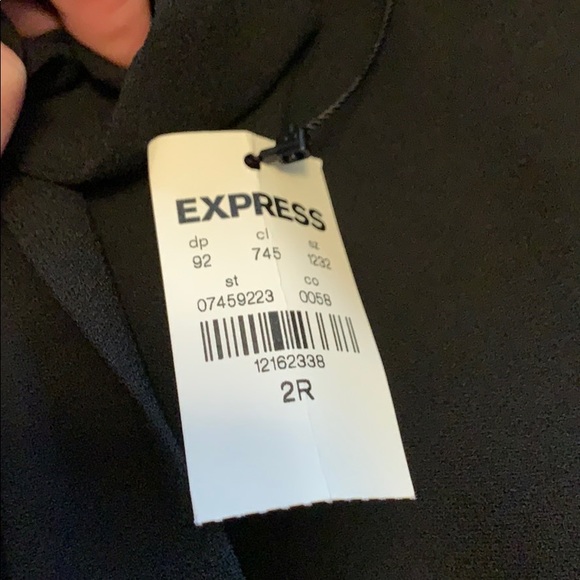 EXPRESS
dp cl sz
92 745 1232
st co
07459223 0058
12162338
2R